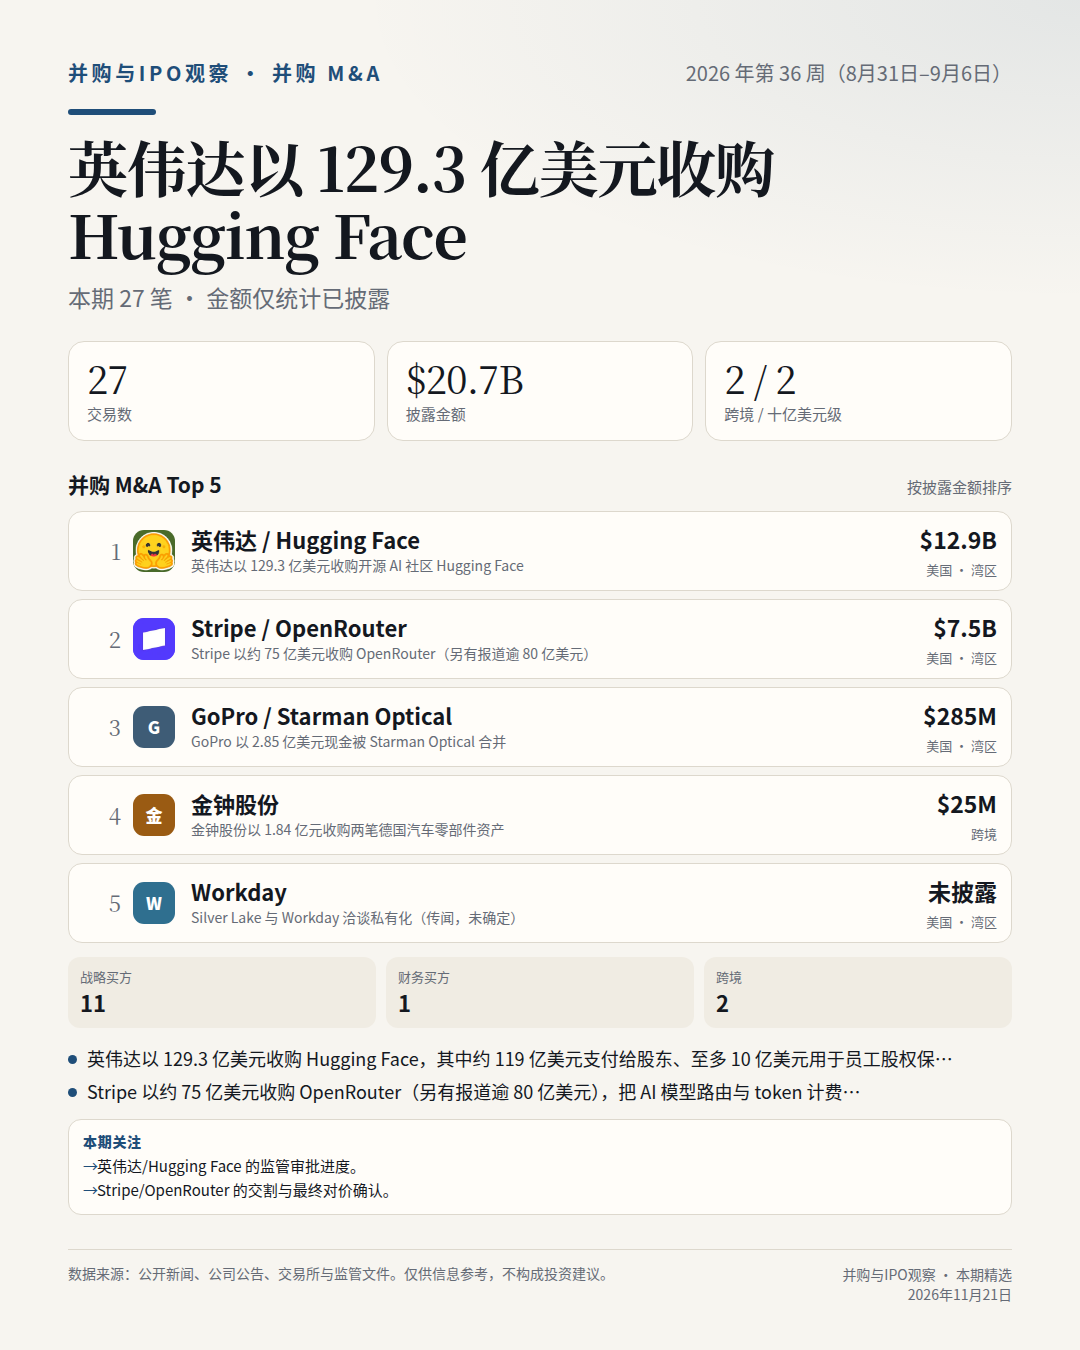 并购与IPO观察 · 并购 M&A
2026 年第 36 周（8月31日–9月6日）
英伟达以 129.3 亿美元收购
Hugging Face
本期 27 笔 · 金额仅统计已披露
27
交易数
$20.7B
披露金额
2 / 2
跨境 / 十亿美元级
并购 M&A Top 5
按披露金额排序
1
英伟达 / Hugging Face
英伟达以 129.3 亿美元收购开源 AI 社区 Hugging Face
$12.9B
美国 · 湾区
2
Stripe / OpenRouter
Stripe 以约 75 亿美元收购 OpenRouter（另有报道逾 80 亿美元）
$7.5B
美国 · 湾区
3
G
GoPro / Starman Optical
GoPro 以 2.85 亿美元现金被 Starman Optical 合并
$285M
美国 · 湾区
4
金
金钟股份
金钟股份以 1.84 亿元收购两笔德国汽车零部件资产
$25M
跨境
5
W
Workday
Silver Lake 与 Workday 洽谈私有化（传闻，未确定）
未披露
美国 · 湾区
战略买方
11
财务买方
1
跨境
2
英伟达以 129.3 亿美元收购 Hugging Face，其中约 119 亿美元支付给股东、至多 10 亿美元用于员工股权保…
Stripe 以约 75 亿美元收购 OpenRouter（另有报道逾 80 亿美元），把 AI 模型路由与 token 计费…
本期关注
→英伟达/Hugging Face 的监管审批进度。
→Stripe/OpenRouter 的交割与最终对价确认。
数据来源：公开新闻、公司公告、交易所与监管文件。仅供信息参考，不构成投资建议。
并购与IPO观察 · 本期精选
2026年11月21日